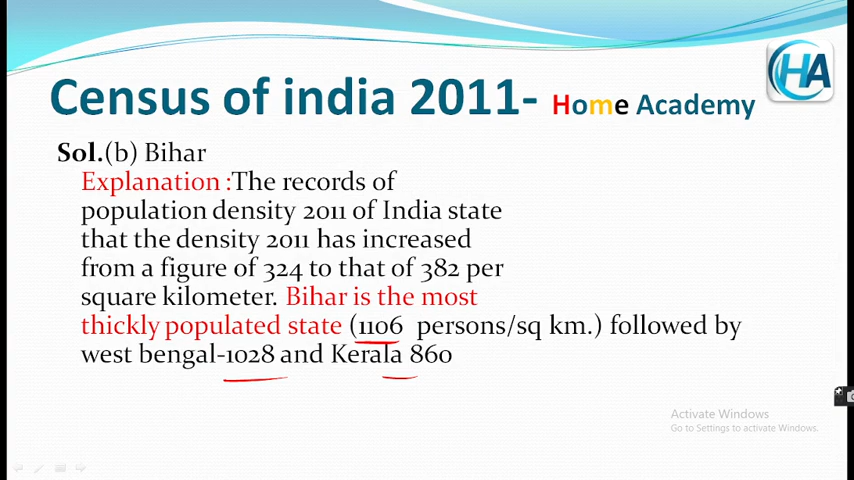 Census of india 2011- Home Academy
HA
Sol.(b) Bihar
Explanation :The records of
population density 2011 of India state
that the density 2011 has increased
from a figure of 324 to that of 382 per
square kilometer. Bihar is the most
thickly populated state (1106 persons/sq km.) followed by
west bengal-1028 and Kerala 860
Activate Windows
Go to Settings to activate Windows.